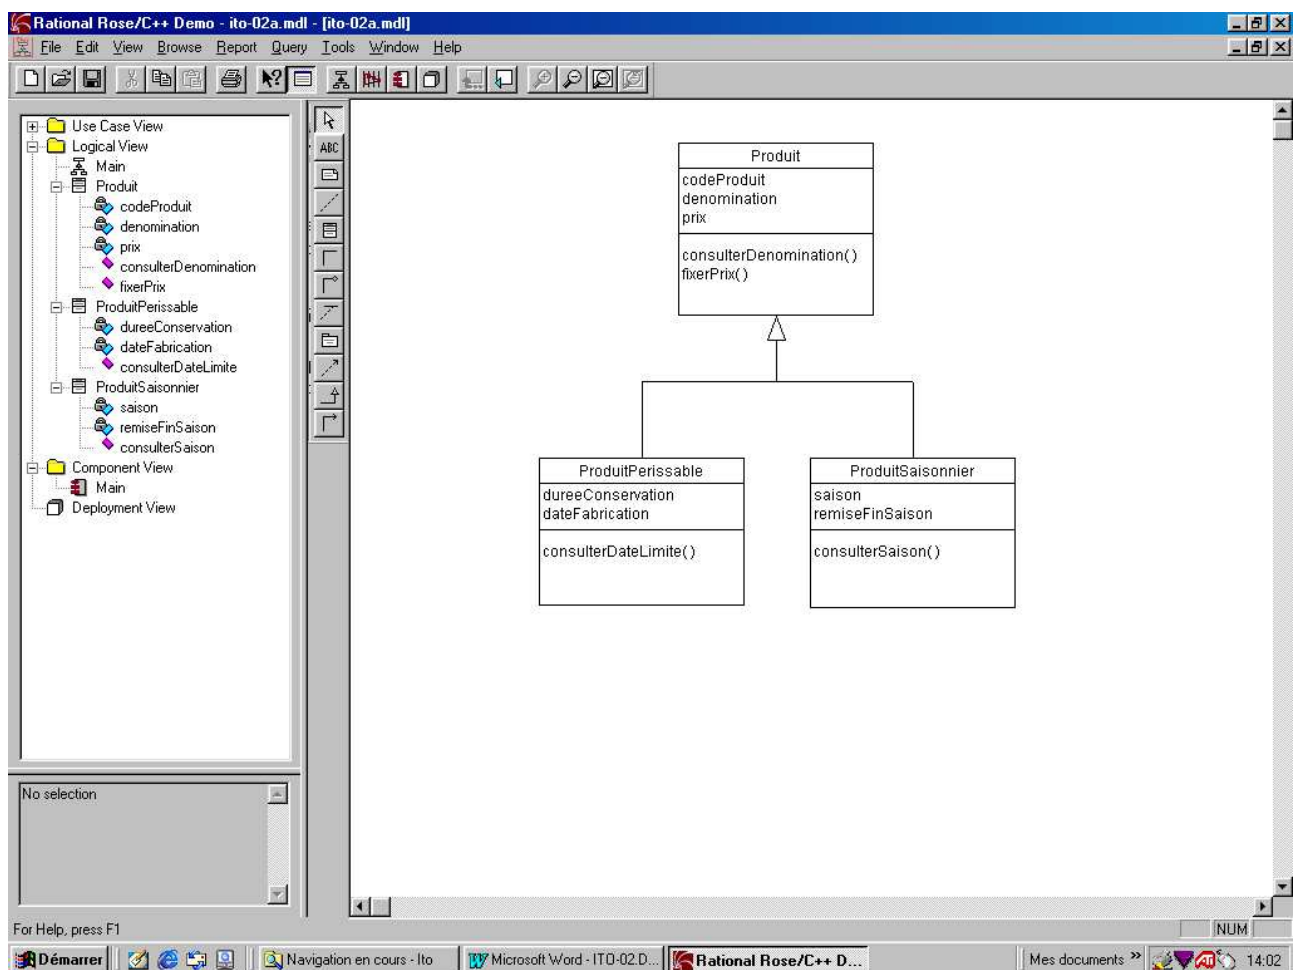 Rational Rose/C++ Demo - ito-02a.mdl - [ito-02a.mdl]
File Edit View Browse Report Query Tools Window Help
Use Case View
Logical View
Main
Produit
codeProduit
denomination
prix
consulterDenomination
fixerPrix
ProduitPerissable
dureeConservation
dateFabrication
consulterDateLimite
ProduitSaisonnier
saison
remiseFinSaison
consulterSaison
Component View
Main
Deployment View
ABC
Produit
codeProduit
denomination
prix
consulterDenomination()
fixerPrix()
ProduitPerissable
dureeConservation
dateFabrication
consulterDateLimite()
ProduitSaisonnier
saison
remiseFinSaison
consulterSaison()
No selection
For Help, press F1
NUM
Démarrer
Navigation en cours - Ito
Microsoft Word - ITO-02.D...
Rational Rose/C++ D...
Mes documents »
14:02